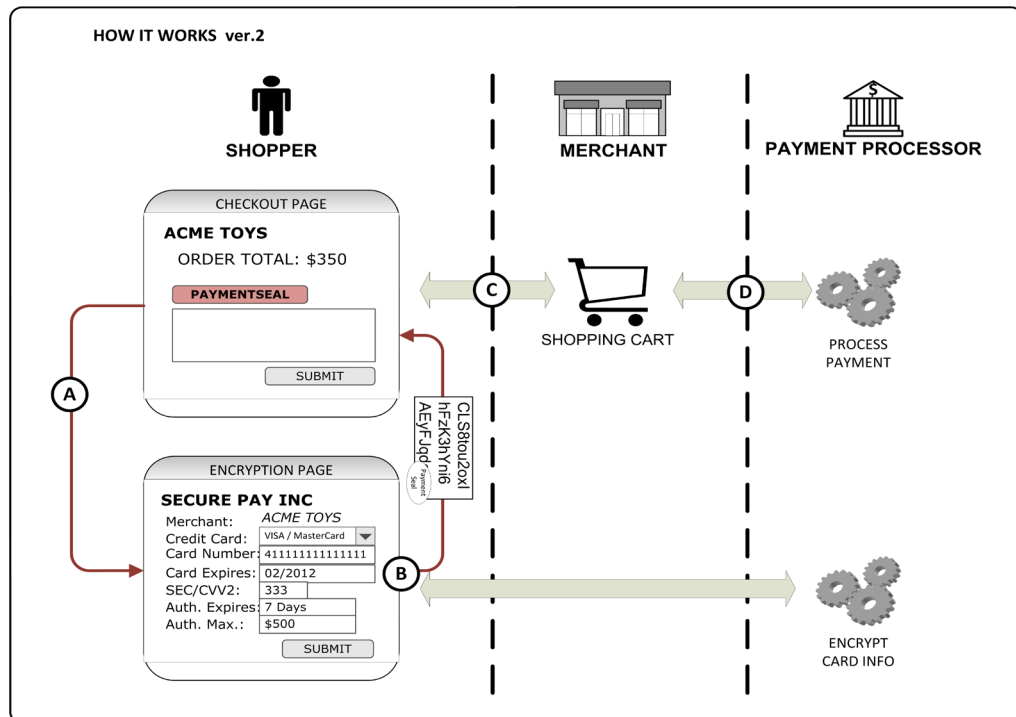 HOW IT WORKS ver.2
SHOPPER
MERCHANT
PAYMENT PROCESSOR
CHECKOUT PAGE
ACME TOYS
ORDER TOTAL: $350
PAYMENTSEAL
SUBMIT
A
C
SHOPPING CART
D
PROCESS
PAYMENT
CLS8tou2oxl
hFzK3hYni6
AEyFJqd
Payment
Seal
ENCRYPTION PAGE
SECURE PAY INC
Merchant: ACME TOYS
Credit Card: VISA / MasterCard
Card Number: 411111111111111
Card Expires: 02/2012
SEC/CVV2: 333
Auth. Expires: 7 Days
Auth. Max.: $500
SUBMIT
B
ENCRYPT
CARD INFO
$